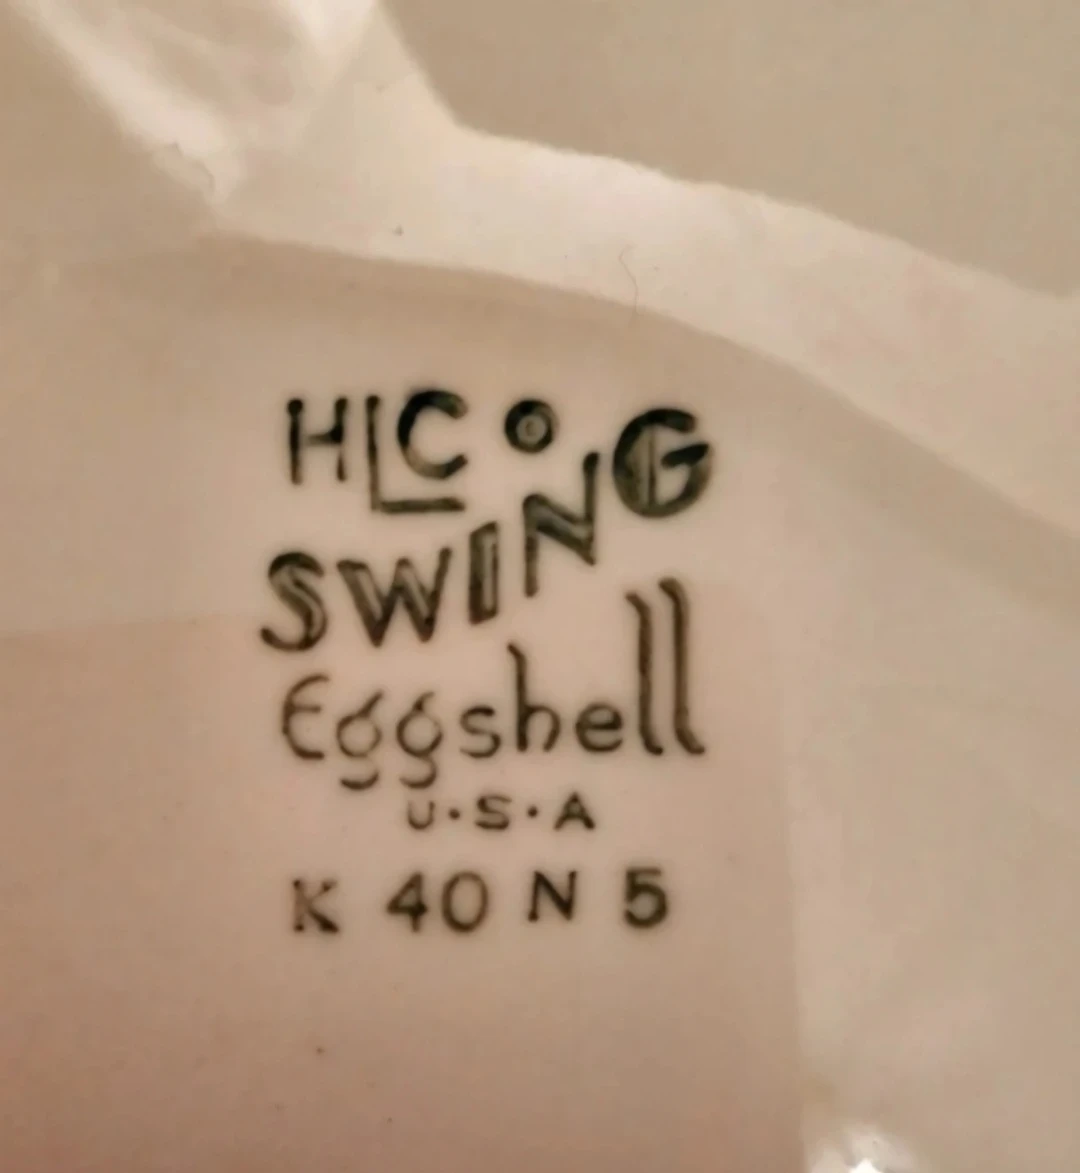 HLCo
SWING
Eggshell
U·S·A
K 40 N 5